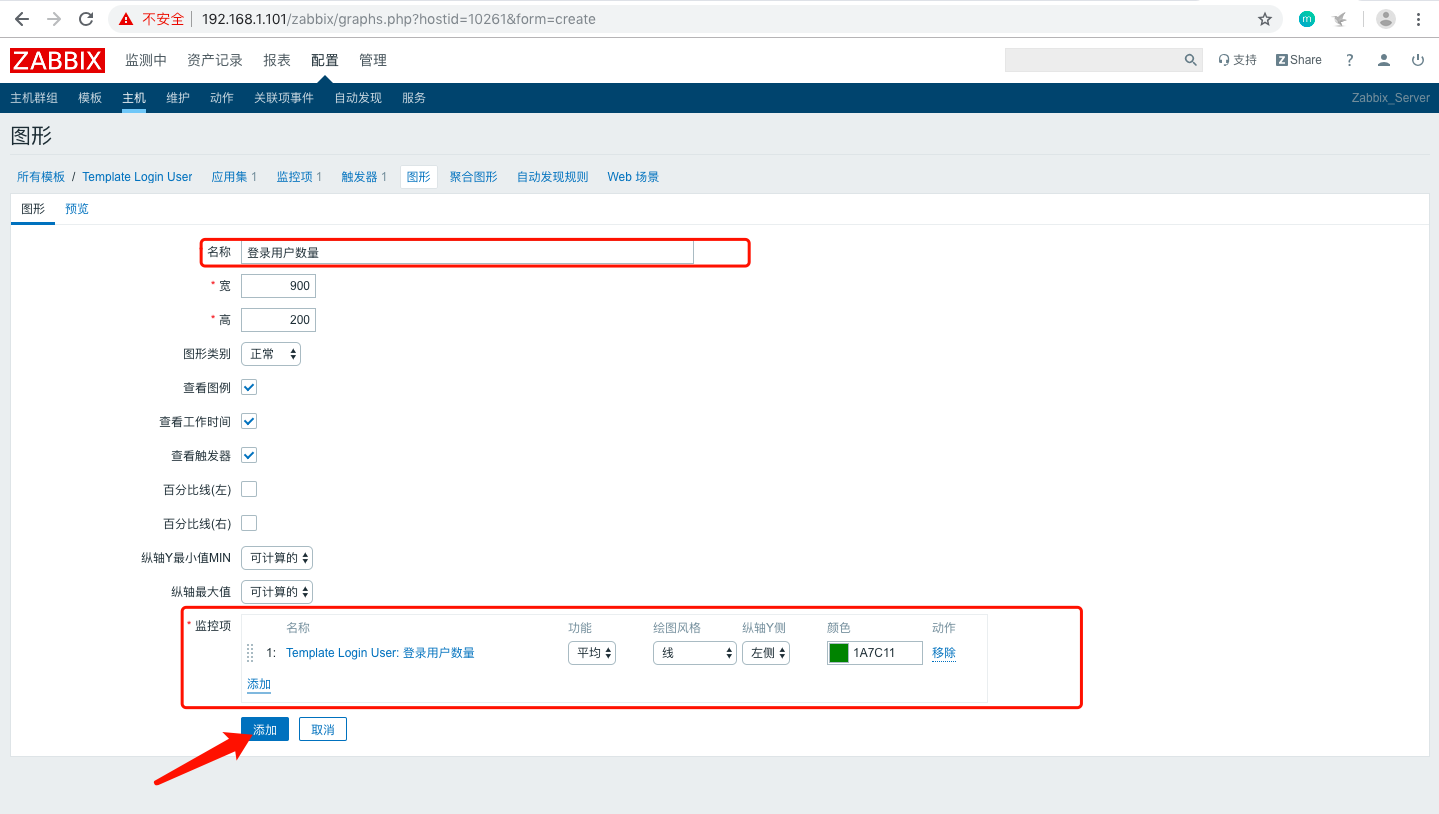 不安全 192.168.1.101/zabbix/graphs.php?hostid=10261&form=create m
ZABBIX 监测中 资产记录 报表 配置 管理 支持 Z Share ?
主机群组 模板 主机 维护 动作 关联项事件 自动发现 服务 Zabbix_Server
图形
所有模板 / Template Login User 应用集 1 监控项 1 触发器 1 图形 聚合图形 自动发现规则 Web 场景
图形 预览
名称 登录用户数量
* 宽 900
* 高 200
图形类别 正常
查看图例
查看工作时间
查看触发器
百分比线(左)
百分比线(右)
纵轴Y最小值MIN 可计算的
纵轴最大值 可计算的
* 监控项 名称 功能 绘图风格 纵轴Y侧 颜色 动作
1: Template Login User: 登录用户数量 平均 线 左侧 1A7C11 移除
添加
添加 取消